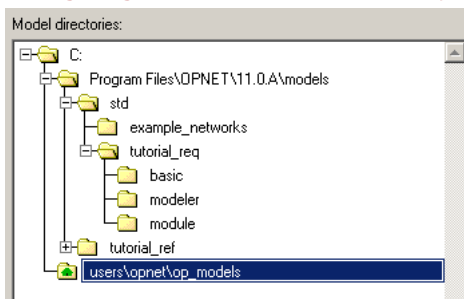 Model directories:
C:
Program Files\OPNET\11.0.A\models
std
example_networks
tutorial_req
basic
modeler
module
tutorial_ref
users\opnet\op_models